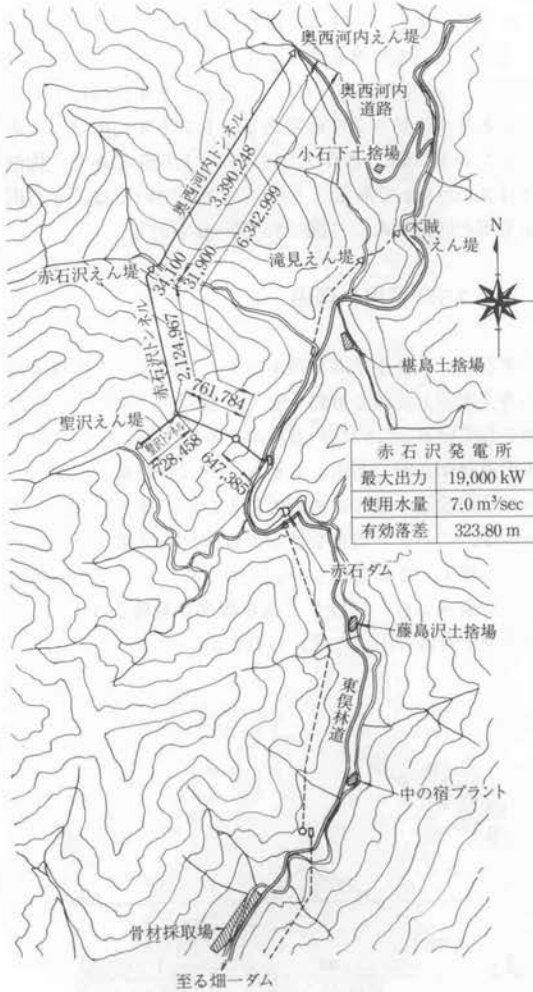 奥西河内えん堤
奥西河内
道路
小石下土捨場
奥西河内トンネル
3,390,248
6,342,999
木賊
えん堤
滝見えん堤
N
赤石沢えん堤
34,100
31,900
赤石沢トンネル
2,124,967
椹島土捨場
761,784
聖沢えん堤
聖沢トンネル
728,458
647,385
赤石沢発電所
最大出力 19,000 kW
使用水量 7.0 m³/sec
有効落差 323.80 m
赤石ダム
藤島沢土捨場
東俣林道
中の宿プラント
骨材採取場
至る畑一ダム